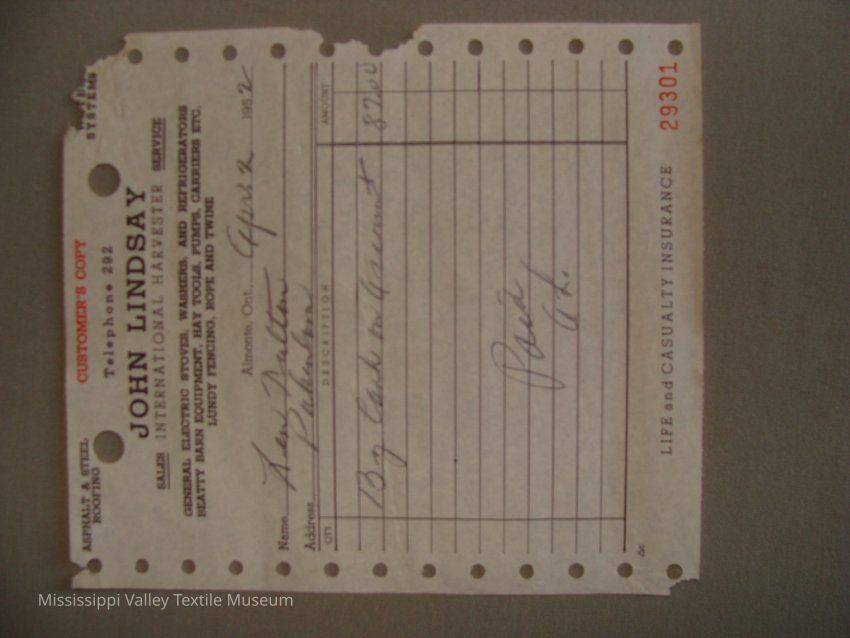 ASPHALT & STEEL
ROOFING
CUSTOMER'S COPY
SYSTEMS
Telephone 292
JOHN LINDSAY
SALES INTERNATIONAL HARVESTER SERVICE
GENERAL ELECTRIC STOVES, WASHERS, AND REFRIGERATORS
BEATTY BARN EQUIPMENT, HAY TOOLS, PUMPS, CARRIERS ETC.
LUNDY FENCING, ROPE AND TWINE
Almonte, Ont., Apr 2 1952
Name Ken
Address Pakenham
QTY. DESCRIPTION AMOUNT
By Cash on Account 87.00
Paid
LIFE and CASUALTY INSURANCE 29301
Mississippi Valley Textile Museum